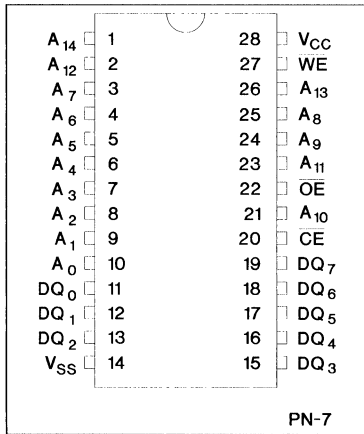 A14 1 28 VCC
A12 2 27 WE
A7 3 26 A13
A6 4 25 A8
A5 5 24 A9
A4 6 23 A11
A3 7 22 OE
A2 8 21 A10
A1 9 20 CE
A0 10 19 DQ7
DQ0 11 18 DQ6
DQ1 12 17 DQ5
DQ2 13 16 DQ4
VSS 14 15 DQ3
PN-7